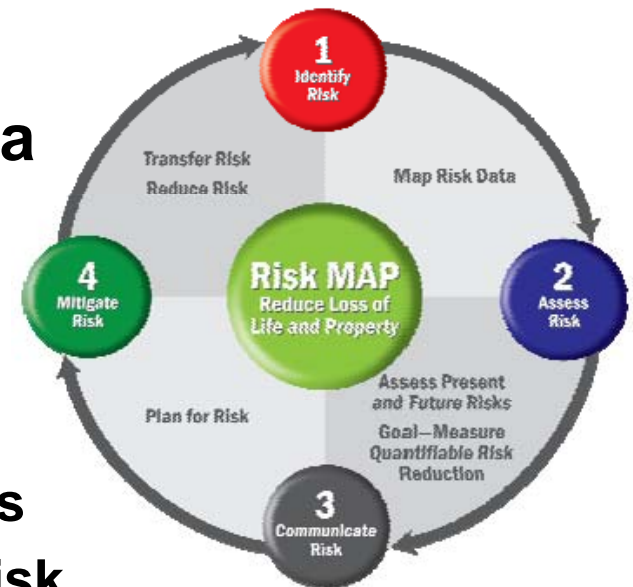 1
Identify
Risk
a
Transfer Risk
Reduce Risk
Map Risk Data
4
Mitigate
Risk
Risk MAP
Reduce Loss of
Life and Property
2
Assess
Risk
Plan for Risk
Assess Present
and Future Risks
Goal—Measure
Quantifiable Risk
Reduction
s
3
Communicate
Risk
isk